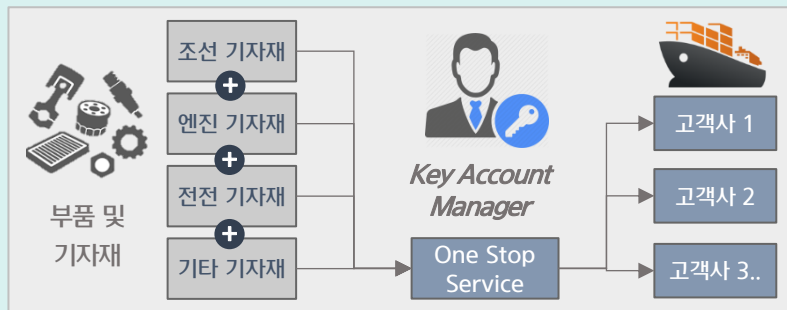 부품 및
기자재
조선 기자재
+
엔진 기자재
+
전전 기자재
+
기타 기자재
Key Account
Manager
One Stop
Service
고객사 1
고객사 2
고객사 3..